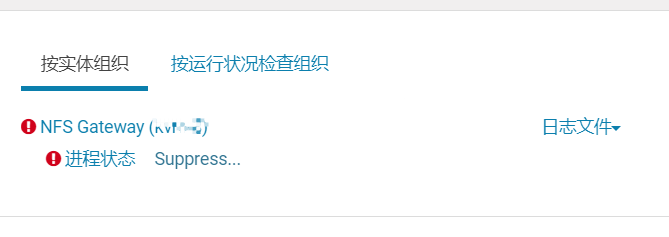 按实体组织 按运行状况检查组织
NFS Gateway ( ) 日志文件
进程状态 Suppress...